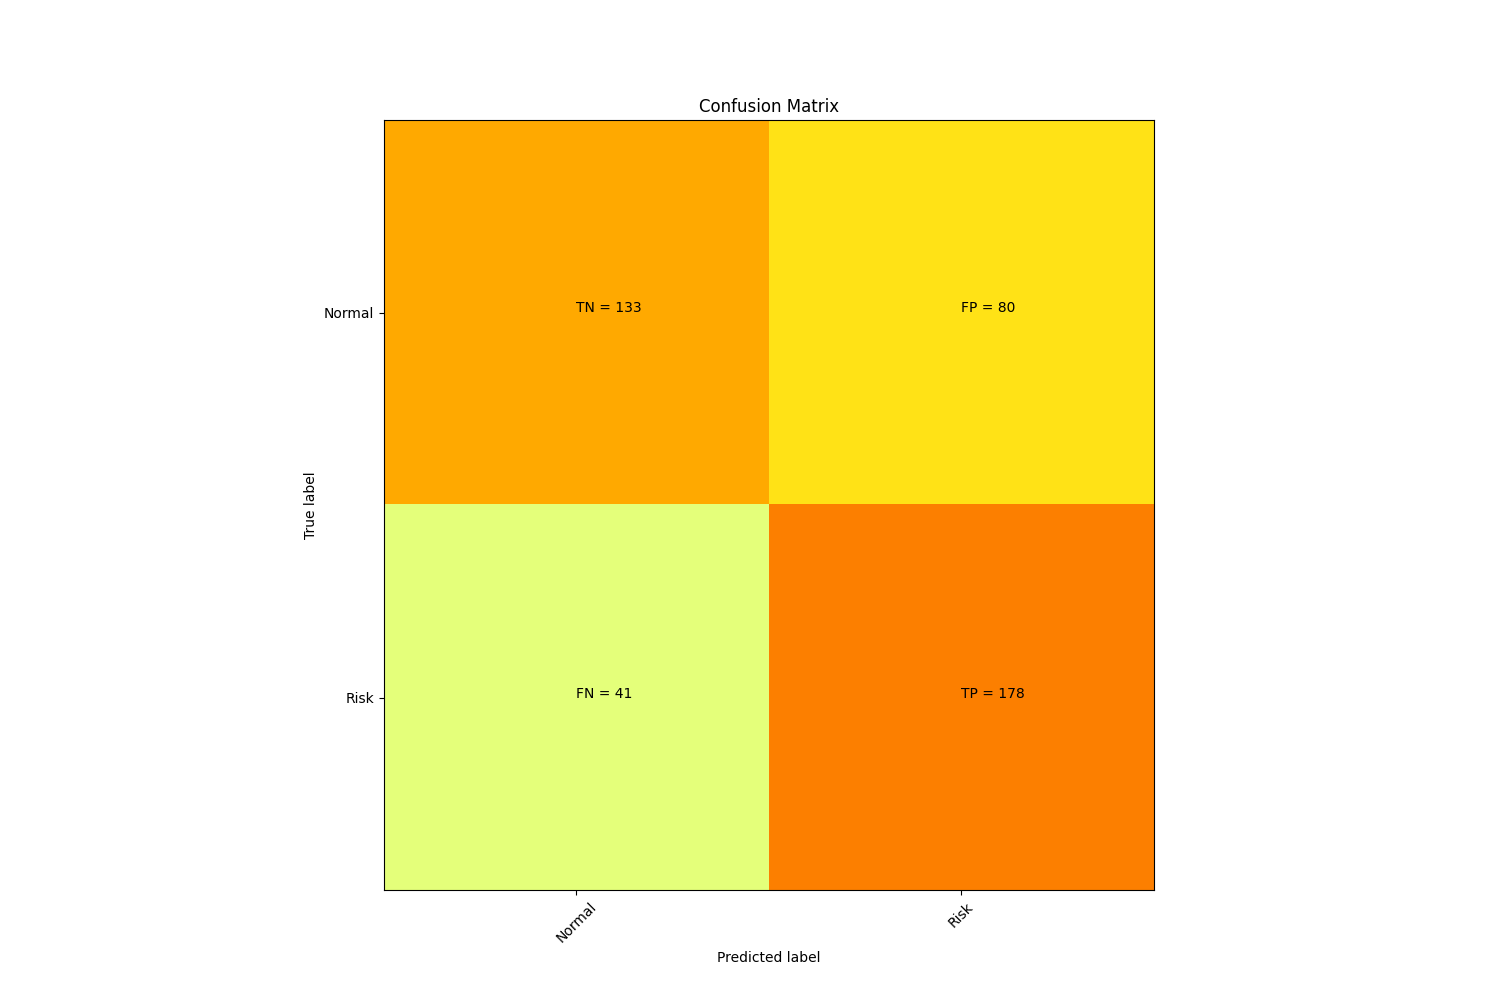 Confusion Matrix
Normal
TN = 133
FP = 80
True label
Risk
FN = 41
TP = 178
Normal
Risk
Predicted label